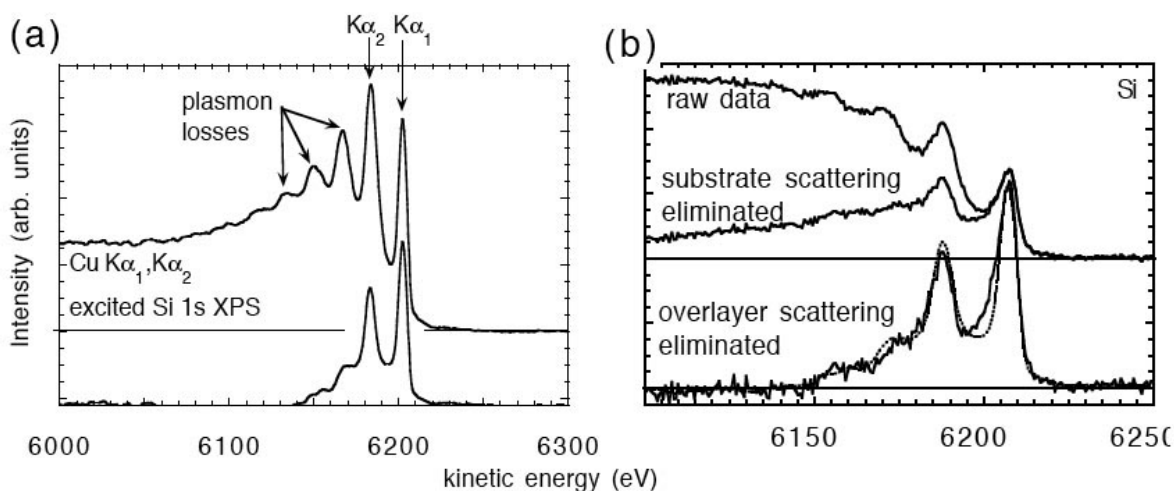 (a)
Kα₂ Kα₁
plasmon
losses
Cu Kα₁,Kα₂
excited Si 1s XPS
Intensity (arb. units)
6000 6100 6200 6300
(b)
Si
raw data
substrate scattering
eliminated
overlayer scattering
eliminated
6150 6200 6250
kinetic energy (eV)